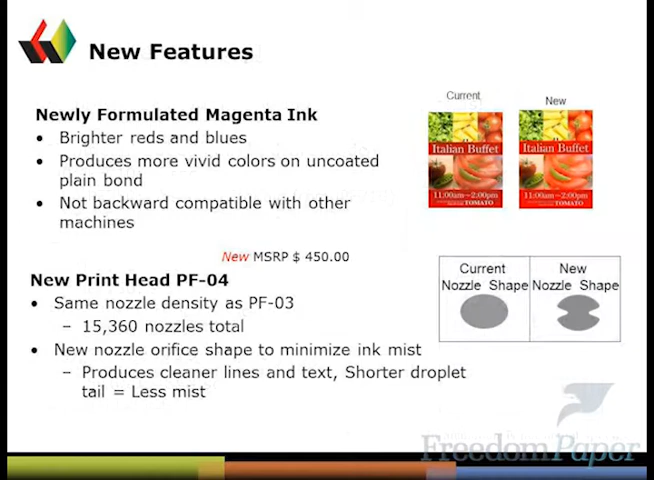 New Features
Newly Formulated Magenta Ink
• Brighter reds and blues
• Produces more vivid colors on uncoated
plain bond
• Not backward compatible with other
machines
Current
New
Italian Buffet
11:00am-2:00pm
TOMATO
Italian Buffet
11:00am-2:00pm
TOMATO
New MSRP $ 450.00
New Print Head PF-04
• Same nozzle density as PF-03
– 15,360 nozzles total
• New nozzle orifice shape to minimize ink mist
– Produces cleaner lines and text, Shorter droplet
tail = Less mist
Current
Nozzle Shape
New
Nozzle Shape
FreedomPaper